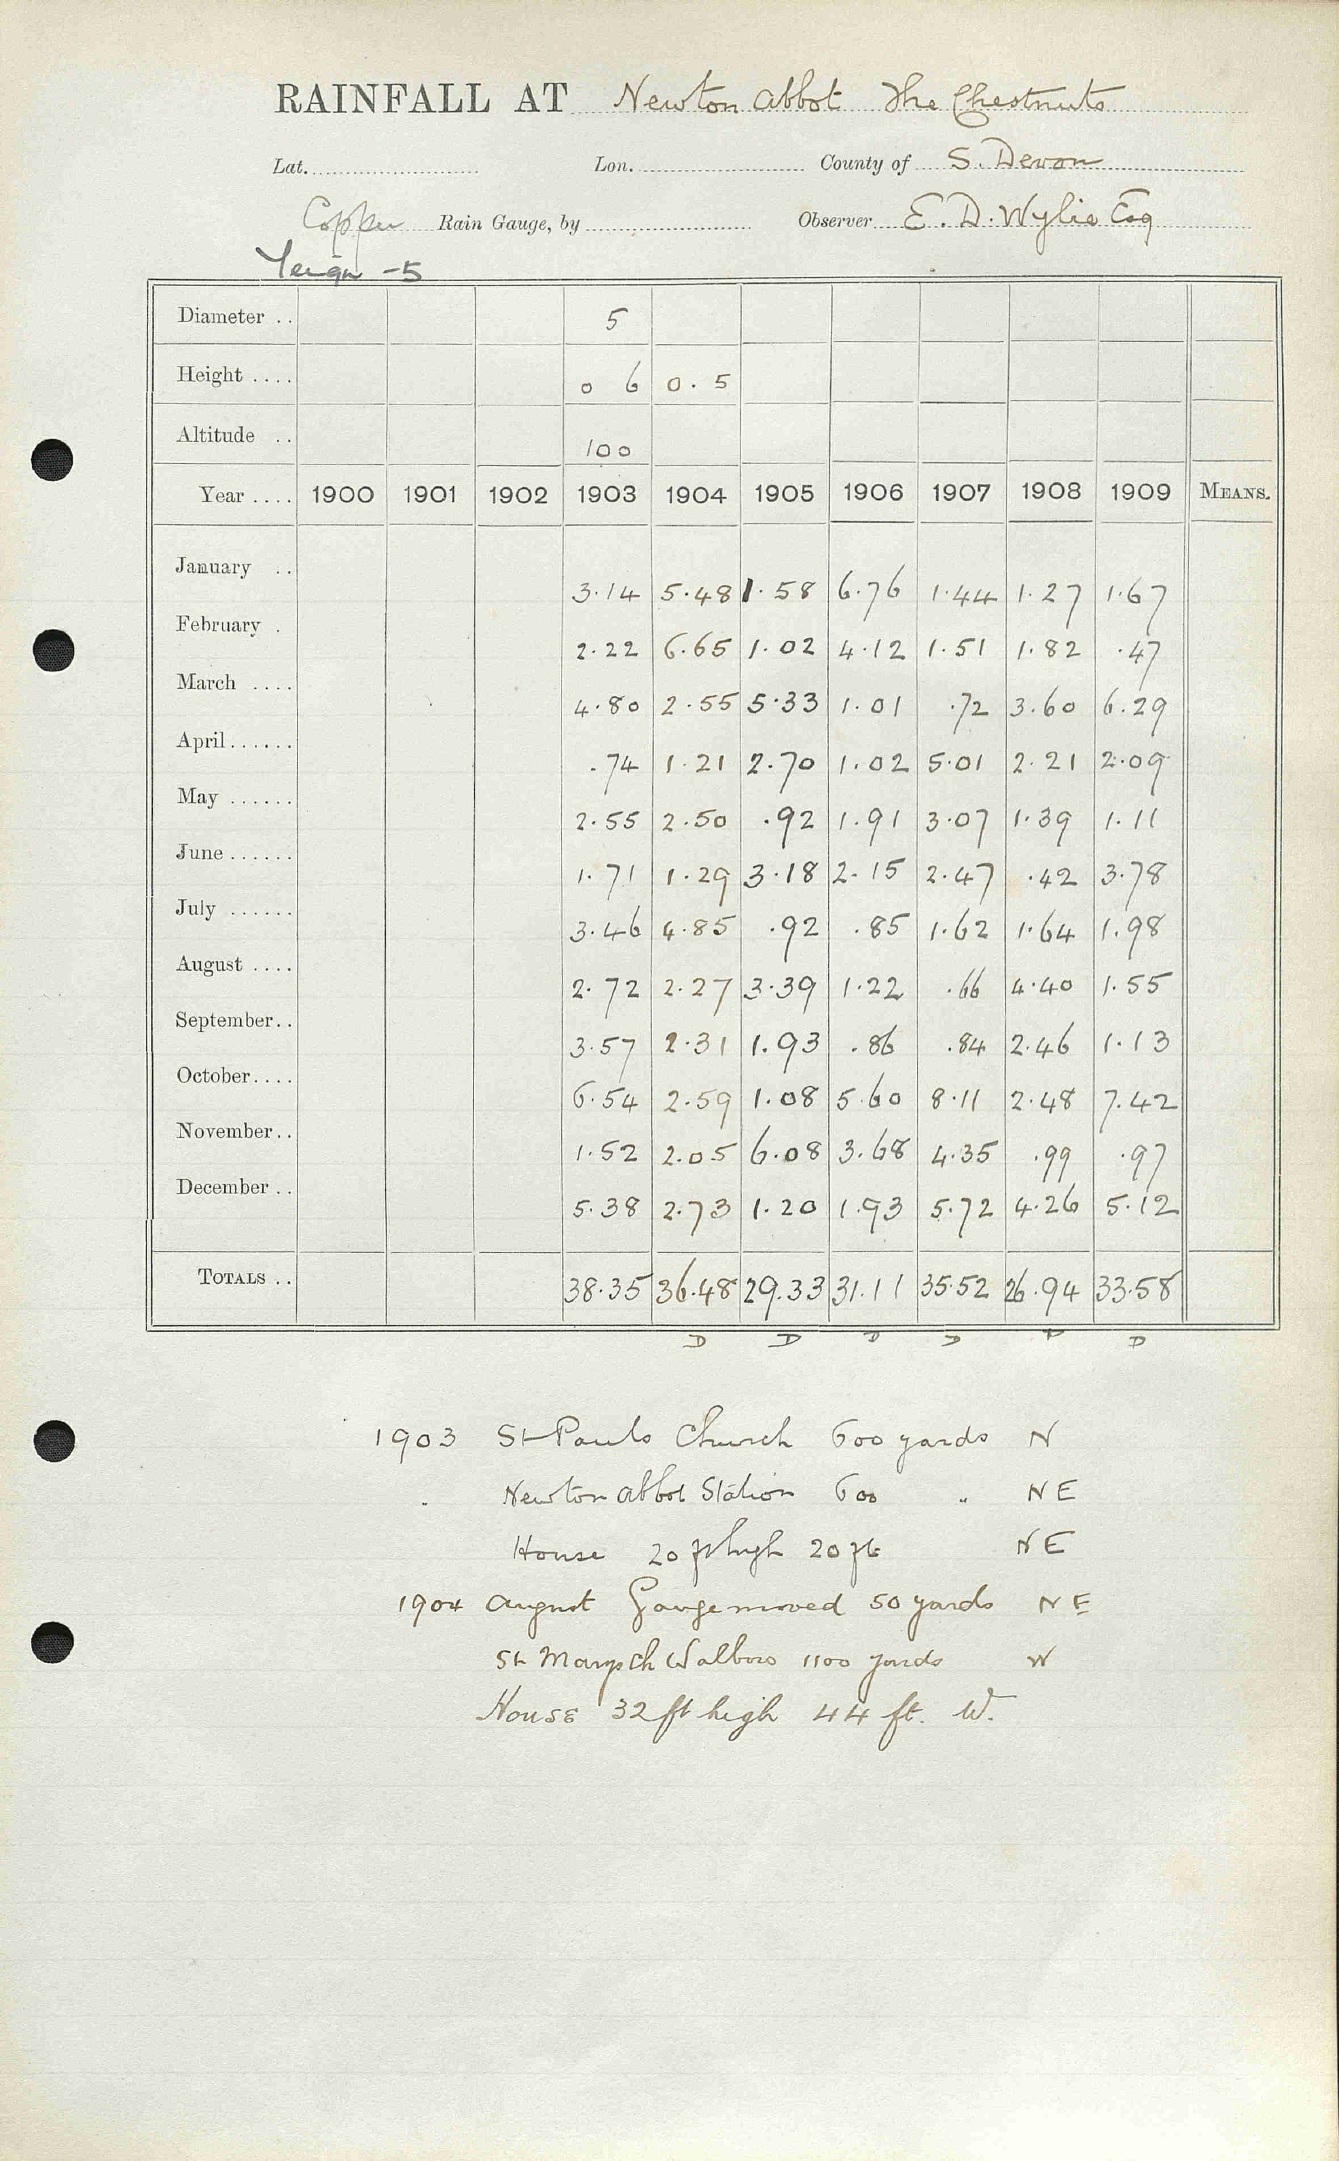 RAINFALL AT Newton Abbot The Chestnuts
Lat. Lon. County of S. Devon
Copper Rain Gauge, by Observer E. D. Wylie Esq
Teign -5
Diameter .. 5
Height .... 0 6 0.5
Altitude .. 100
Year .... 1900 1901 1902 1903 1904 1905 1906 1907 1908 1909 MEANS.
January .. 3.14 5.48 1.58 6.76 1.44 1.27 1.67
February . 2.22 6.65 1.02 4.12 1.51 1.82 .47
March .... 4.80 2.55 5.33 1.01 .72 3.60 6.29
April...... .74 1.21 2.70 1.02 5.01 2.21 2.09
May ...... 2.55 2.50 .92 1.91 3.07 1.39 1.11
June...... 1.71 1.29 3.18 2.15 2.47 .42 3.78
July ...... 3.46 4.85 .92 .85 1.62 1.64 1.98
August .... 2.72 2.27 3.39 1.22 .66 4.40 1.55
September.. 3.57 2.31 1.93 .86 .84 2.46 1.13
October.... 6.54 2.59 1.08 5.60 8.11 2.48 7.42
November.. 1.52 2.05 6.08 3.68 4.35 .99 .97
December.. 5.38 2.73 1.20 1.93 5.72 4.26 5.12
TOTALS .. 38.35 36.48 29.33 31.11 35.52 26.94 33.58
D D D D D D
1903 St Pauls Church 600 yards N
" Newton Abbot Station 600 " NE
House 20 ft high 20 ft NE
1904 August Gauge moved 50 yards NE
St Marys Ch Wolboro 1100 yards W
House 32 ft high 44 ft. W.